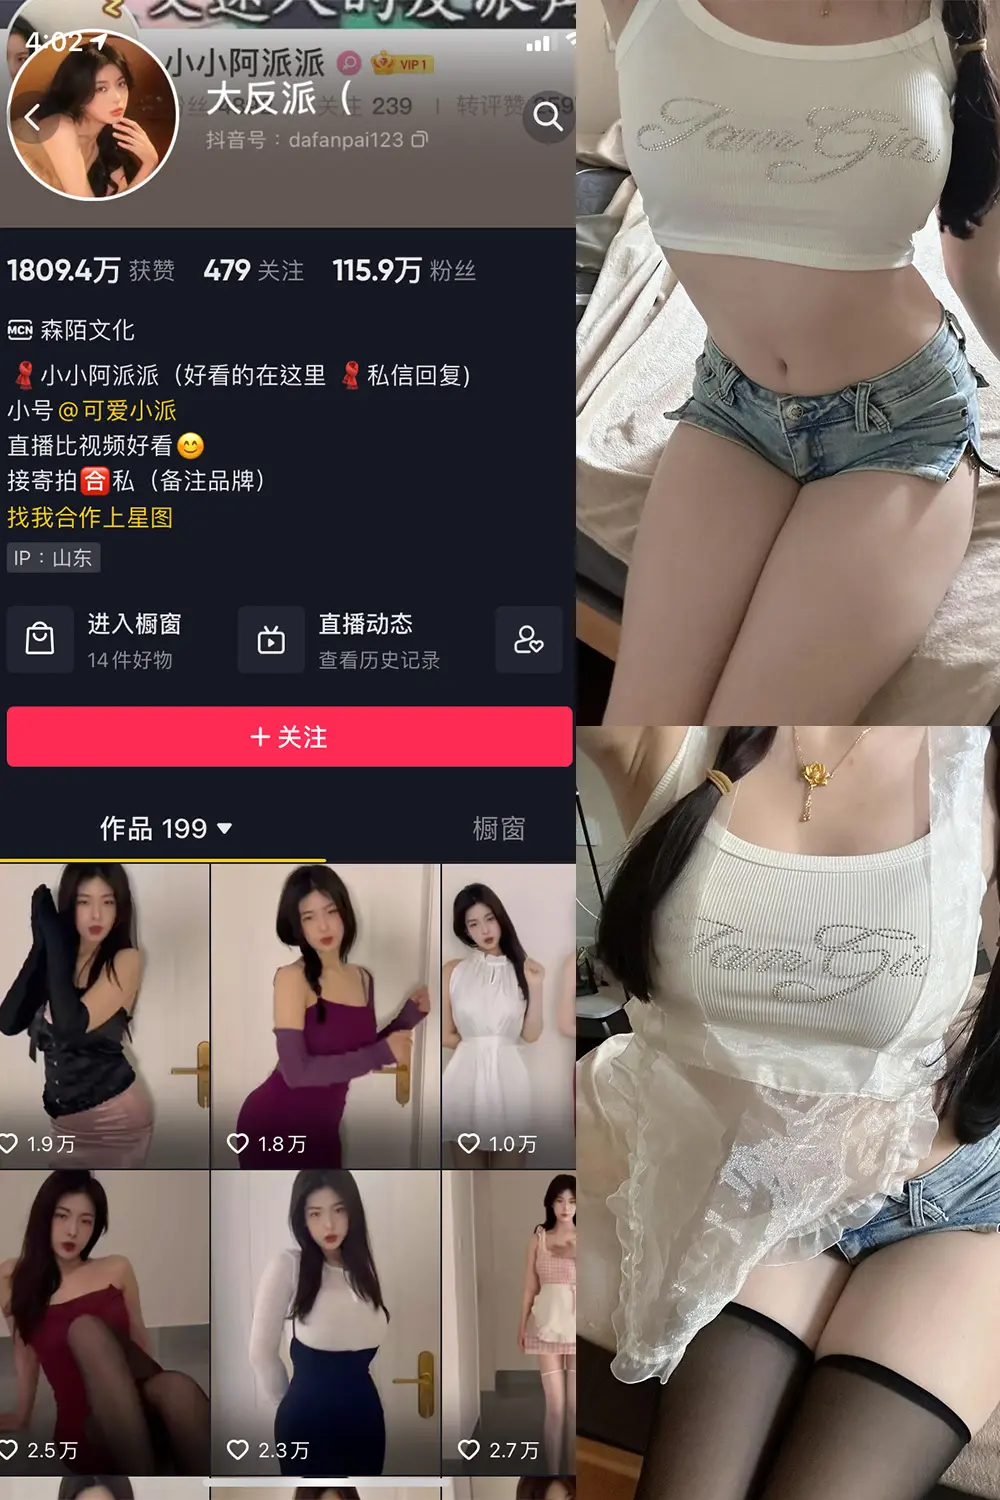 4:02
小小阿派派 VIP1
大反派（
关注 239 | 转评赞
抖音号：dafanpai123
1809.4万 获赞 479 关注 115.9万 粉丝
MCN 森陌文化
小小阿派派（好看的在这里 私信回复)
小号@可爱小派
直播比视频好看
接寄拍合私（备注品牌）
找我合作上星图
IP：山东
进入橱窗
14件好物
直播动态
查看历史记录
+ 关注
作品 199
橱窗
1.9万
1.8万
1.0万
2.5万
2.3万
2.7万
I am Gia